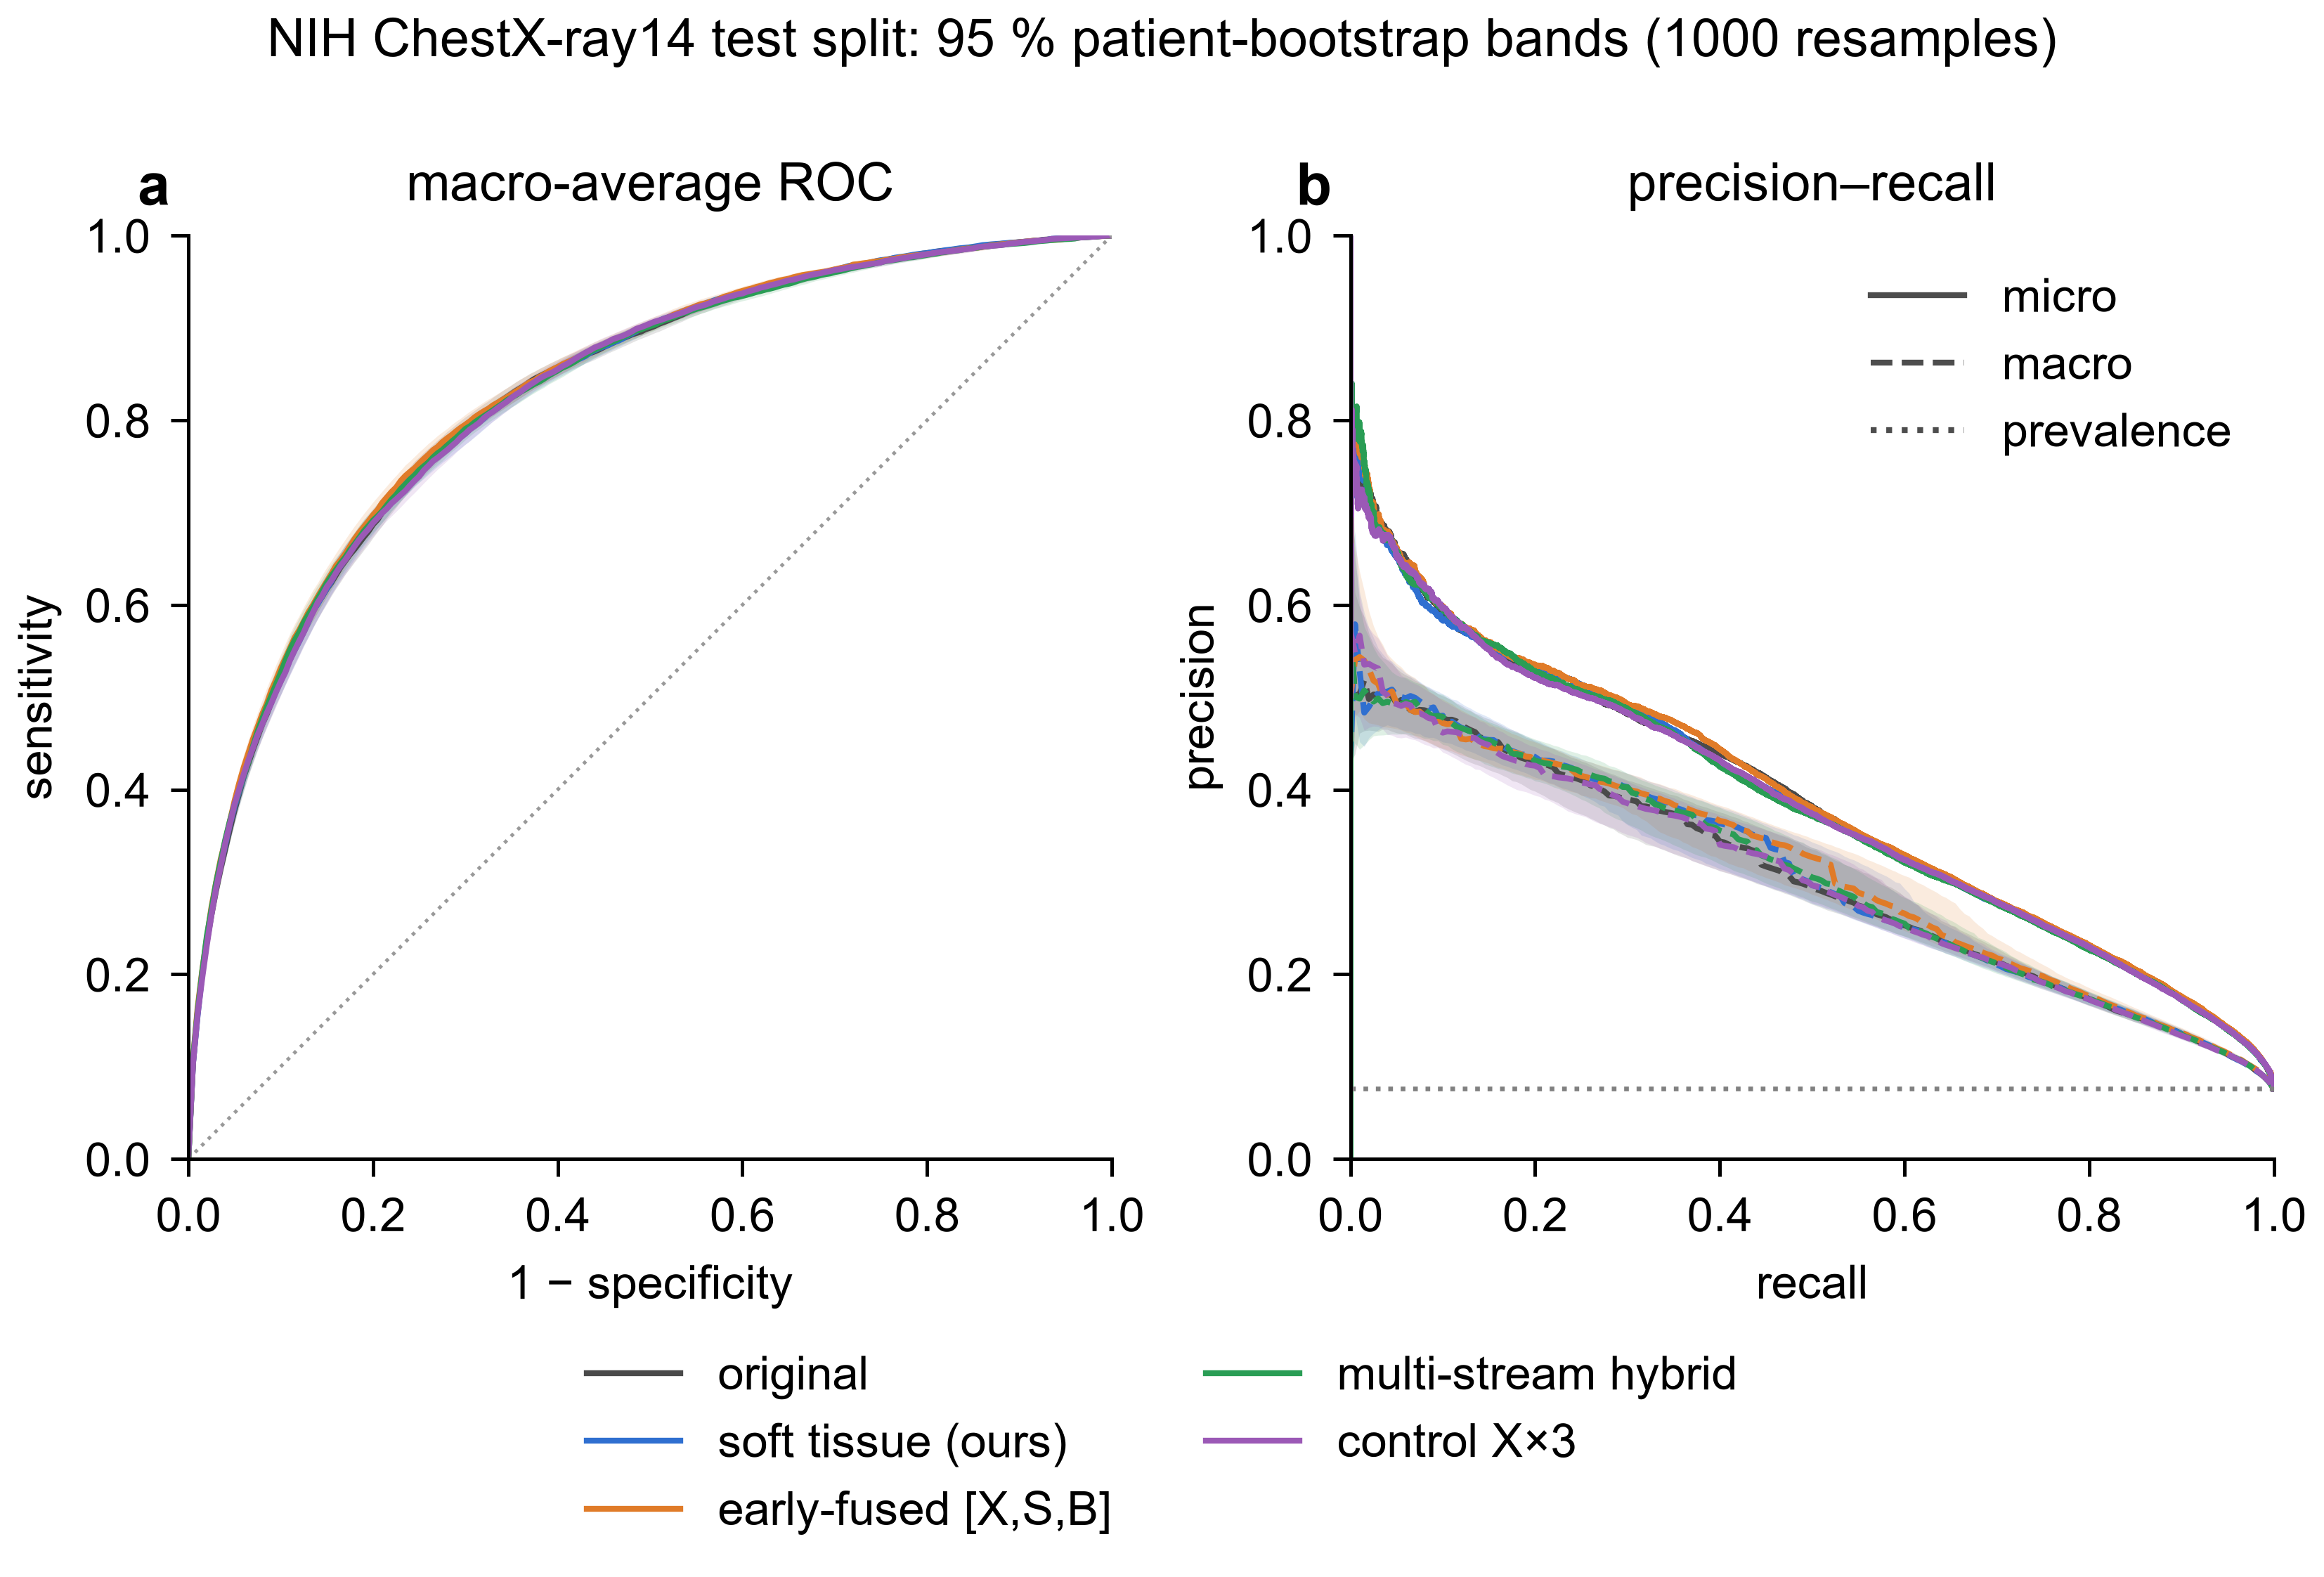 NIH ChestX-ray14 test split: 95 % patient-bootstrap bands (1000 resamples)
a
macro-average ROC
1.0
0.8
0.6
0.4
0.2
0.0
sensitivity
0.0 0.2 0.4 0.6 0.8 1.0
1 − specificity
b
precision–recall
1.0
0.8
0.6
0.4
0.2
0.0
precision
micro
macro
prevalence
0.0 0.2 0.4 0.6 0.8 1.0
recall
original
soft tissue (ours)
early-fused [X,S,B]
multi-stream hybrid
control X×3